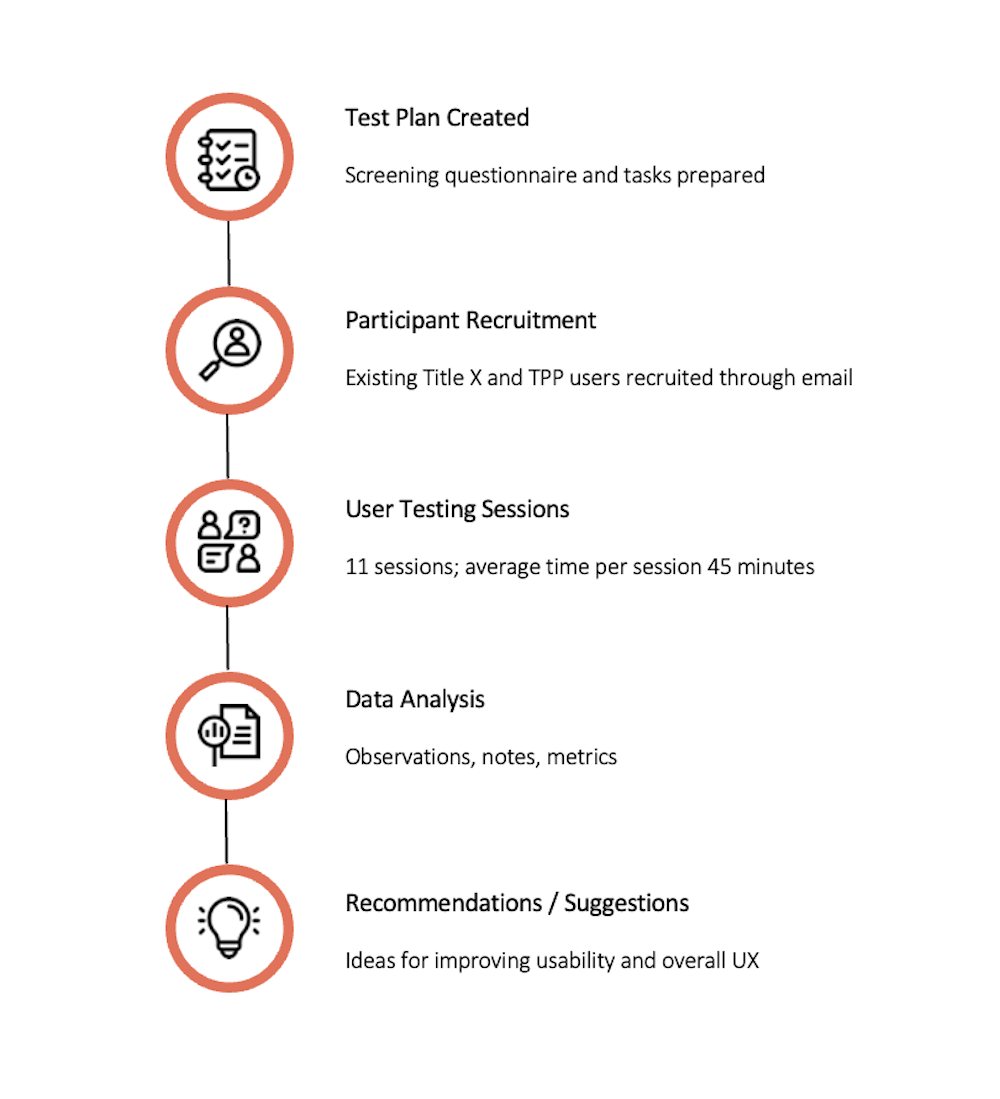 Test Plan Created
Screening questionnaire and tasks prepared
Participant Recruitment
Existing Title X and TPP users recruited through email
User Testing Sessions
?
11 sessions; average time per session 45 minutes
Data Analysis
Observations, notes, metrics
Recommendations / Suggestions
Ideas for improving usability and overall UX